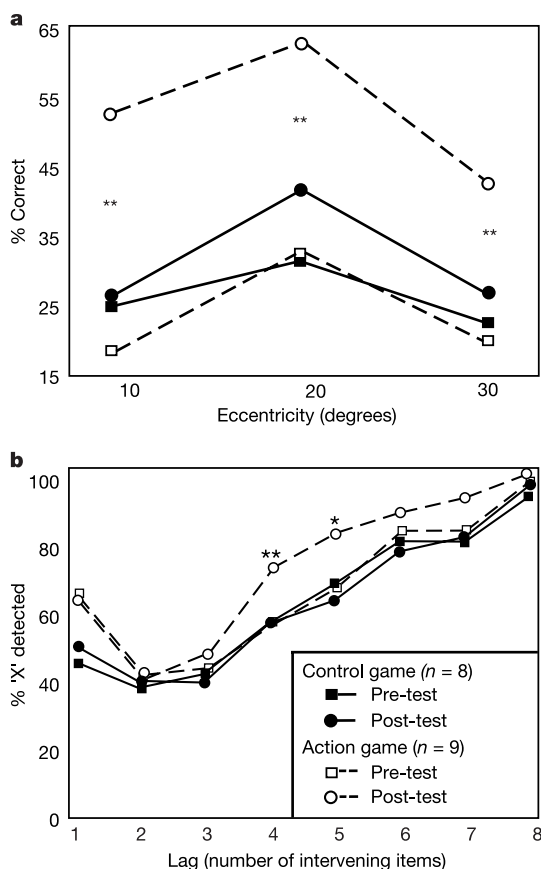 a
65
55
45
35
25
15
% Correct
**
**
**
10 20 30
Eccentricity (degrees)
b
100
80
60
40
20
0
% 'X' detected
**
*
Control game (n = 8)
Pre-test
Post-test
Action game (n = 9)
Pre-test
Post-test
1 2 3 4 5 6 7 8
Lag (number of intervening items)